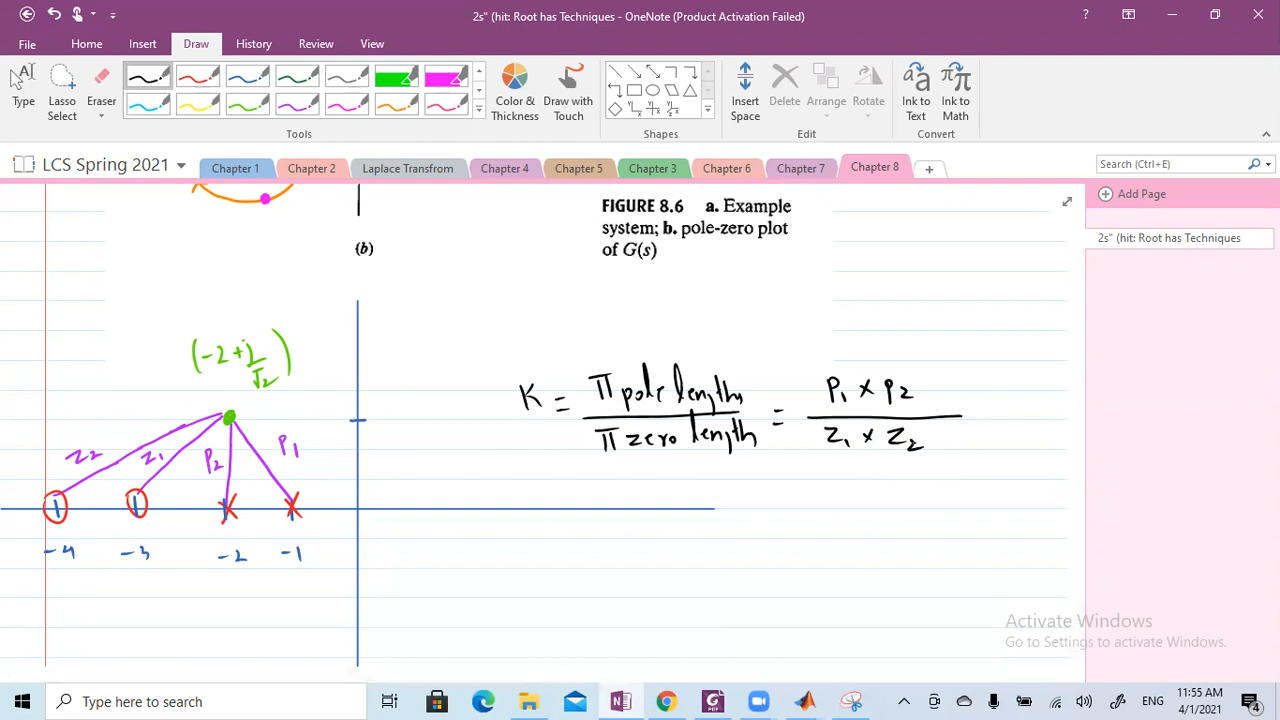 2s" (hit: Root has Techniques - OneNote (Product Activation Failed)
File Home Insert Draw History Review View
Type
Lasso Select
Eraser
Color & Thickness
Draw with Touch
Insert Space
Delete
Arrange
Rotate
Ink to Text
Ink to Math
Tools
Shapes
Edit
Convert
LCS Spring 2021
Chapter 1 Chapter 2 Laplace Transfrom Chapter 4 Chapter 5 Chapter 3 Chapter 6 Chapter 7 Chapter 8
Search (Ctrl+E)
Add Page
2s" (hit: Root has Techniques
FIGURE 8.6 a. Example
system; b. pole-zero plot
of G(s)
(b)
(-2+j/√2)
K = π pole lengths / π zero length = P1 × P2 / Z1 × Z2
Z2 Z1 P2 P1
-4 -3 -2 -1
Activate Windows
Go to Settings to activate Windows.
Type here to search
ENG
11:55 AM
4/1/2021
4